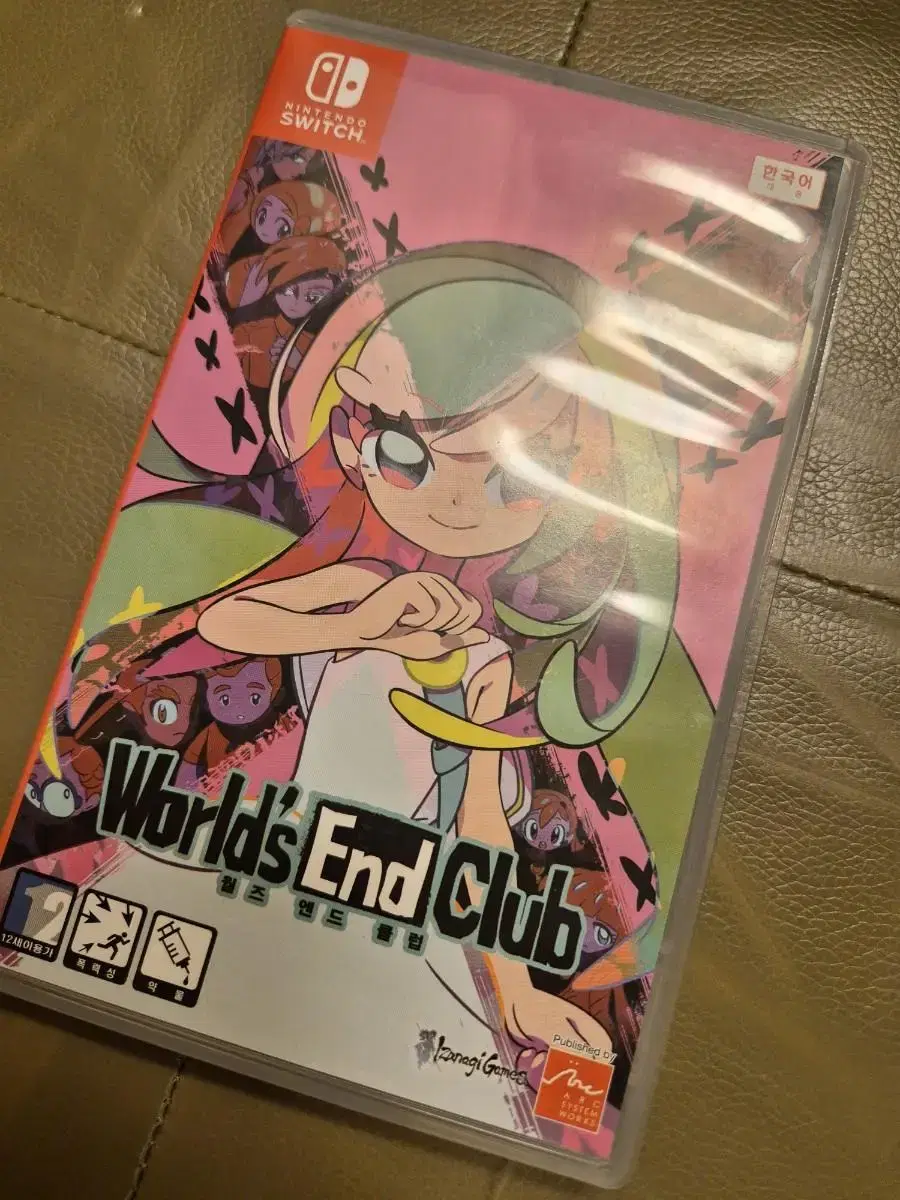 NINTENDO
SWITCH
한국어
World's End Club
월즈 엔드 클럽
12
12세이용가
폭력성
약물
Izanagi Games
Published by
ARC
SYSTEM
WORKS